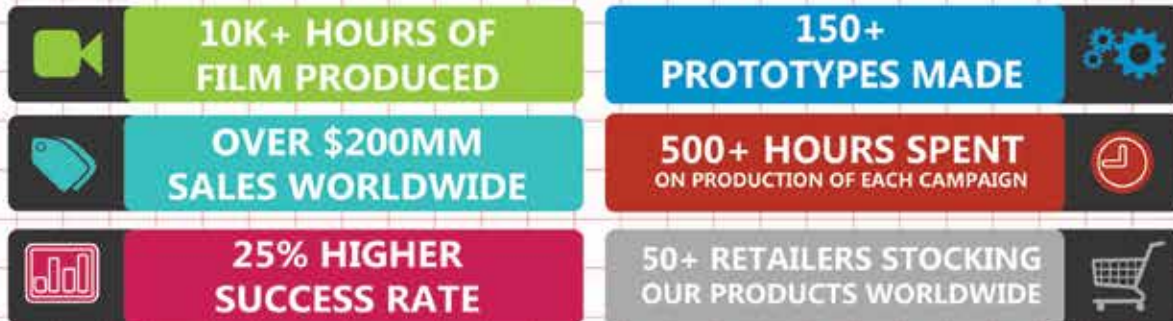 10K+ HOURS OF
FILM PRODUCED
150+
PROTOTYPES MADE
OVER $200MM
SALES WORLDWIDE
500+ HOURS SPENT
ON PRODUCTION OF EACH CAMPAIGN
25% HIGHER
SUCCESS RATE
50+ RETAILERS STOCKING
OUR PRODUCTS WORLDWIDE